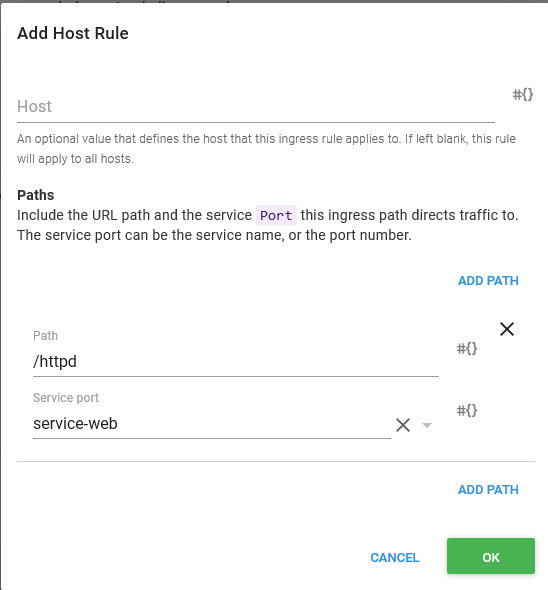 Add Host Rule
Host
#{}
An optional value that defines the host that this ingress rule applies to. If left blank, this rule
will apply to all hosts.
Paths
Include the URL path and the service Port this ingress path directs traffic to.
The service port can be the service name, or the port number.
ADD PATH
Path
/httpd
#{}
Service port
service-web
#{}
ADD PATH
CANCEL
OK